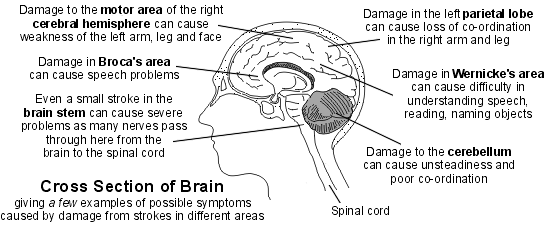 Damage to the motor area of the right
cerebral hemisphere can cause
weakness of the left arm, leg and face
Damage in the left parietal lobe
can cause loss of co-ordination
in the right arm and leg
Damage in Broca's area
can cause speech problems
Damage in Wernicke's area
can cause difficulty in
understanding speech,
reading, naming objects
Even a small stroke in the
brain stem can cause severe
problems as many nerves pass
through here from the
brain to the spinal cord
Damage to the cerebellum
can cause unsteadiness and
poor co-ordination
Cross Section of Brain
giving a few examples of possible symptoms
caused by damage from strokes in different areas
Spinal cord